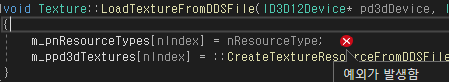 void Texture::LoadTextureFromDDSFile(ID3D12Device* pd3dDevice,
{
m_pnResourceTypes[nIndex] = nResourceType;
m_ppd3dTextures[nIndex] = ::CreateTextureResourceFromDDSFile
}
예외가 발생함